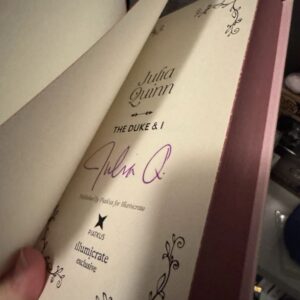 Julia
Quinn
THE DUKE & I
Julia Q.
Published by Piatkus for Illumicrate
PIATKUS
illumicrate
exclusive